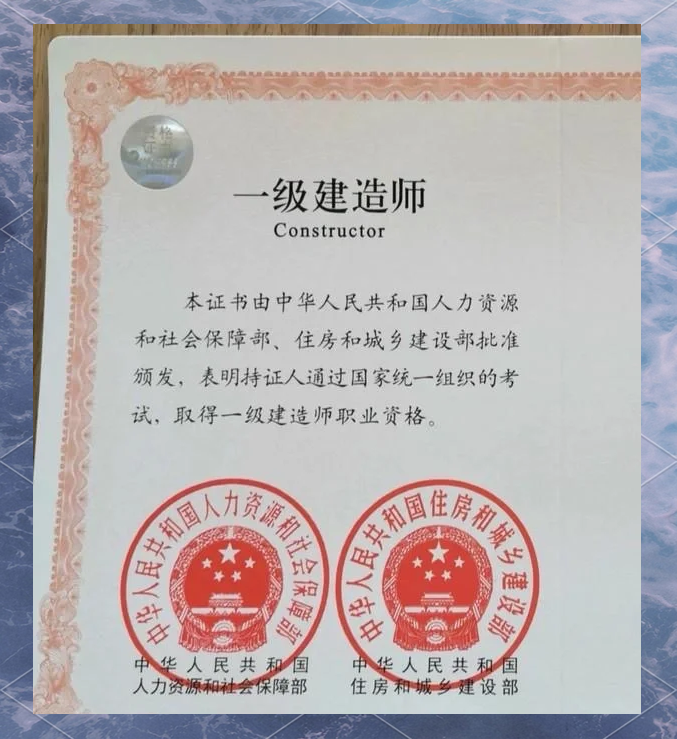 一级建造师
Constructor
本证书由中华人民共和国人力资源
和社会保障部、住房和城乡建设部批准
颁发，表明持证人通过国家统一组织的考
试，取得一级建造师职业资格。
中华人民共和国人力资源和社会保障部
中华人民共和国住房和城乡建设部
中华人民共和国
人力资源和社会保障部
中华人民共和国
住房和城乡建设部